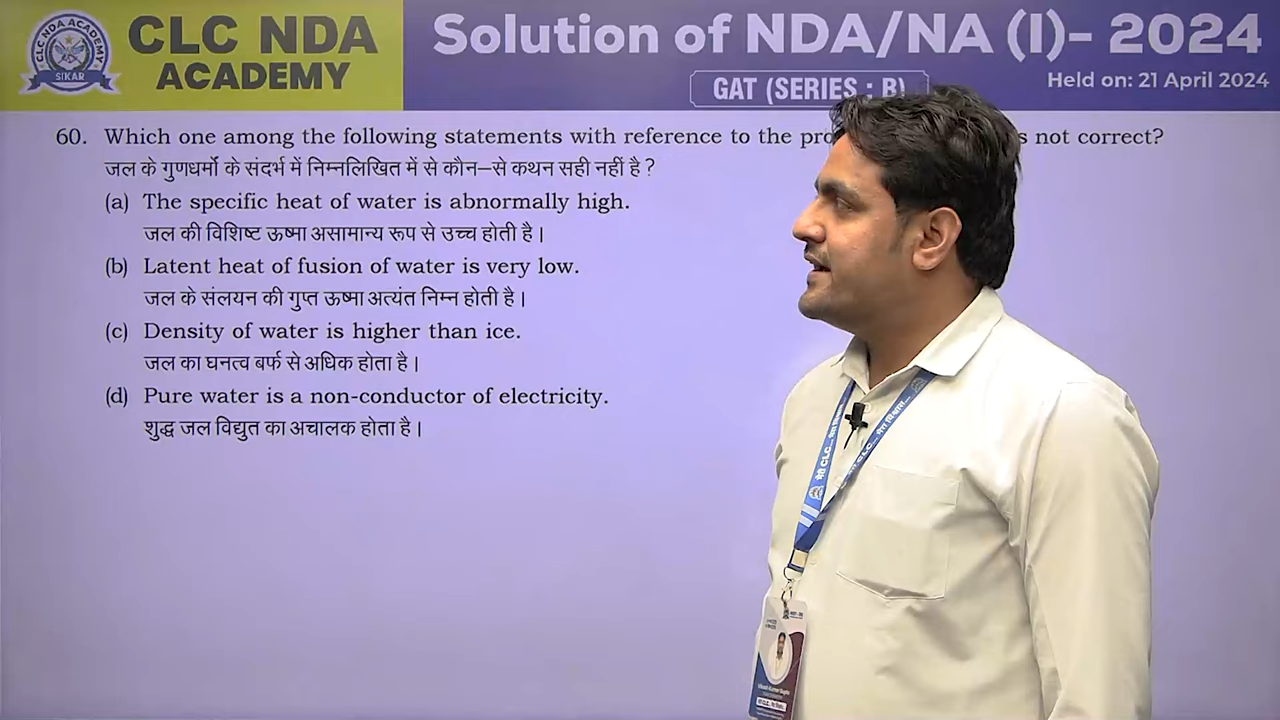 CLC NDA ACADEMY
SIKAR
CLC NDA
ACADEMY
Solution of NDA/NA (I)- 2024
GAT (SERIES : B)
Held on: 21 April 2024
60. Which one among the following statements with reference to the not correct?
जल के गुणधर्मो के संदर्भ में निम्नलिखित में से कौन–से कथन सही नहीं है ?
(a) The specific heat of water is abnormally high.
जल की विशिष्ट ऊष्मा असामान्य रूप से उच्च होती है।
(b) Latent heat of fusion of water is very low.
जल के संलयन की गुप्त ऊष्मा अत्यंत निम्न होती है।
(c) Density of water is higher than ice.
जल का घनत्व बर्फ से अधिक होता है।
(d) Pure water is a non-conductor of electricity.
शुद्ध जल विद्युत का अचालक होता है।